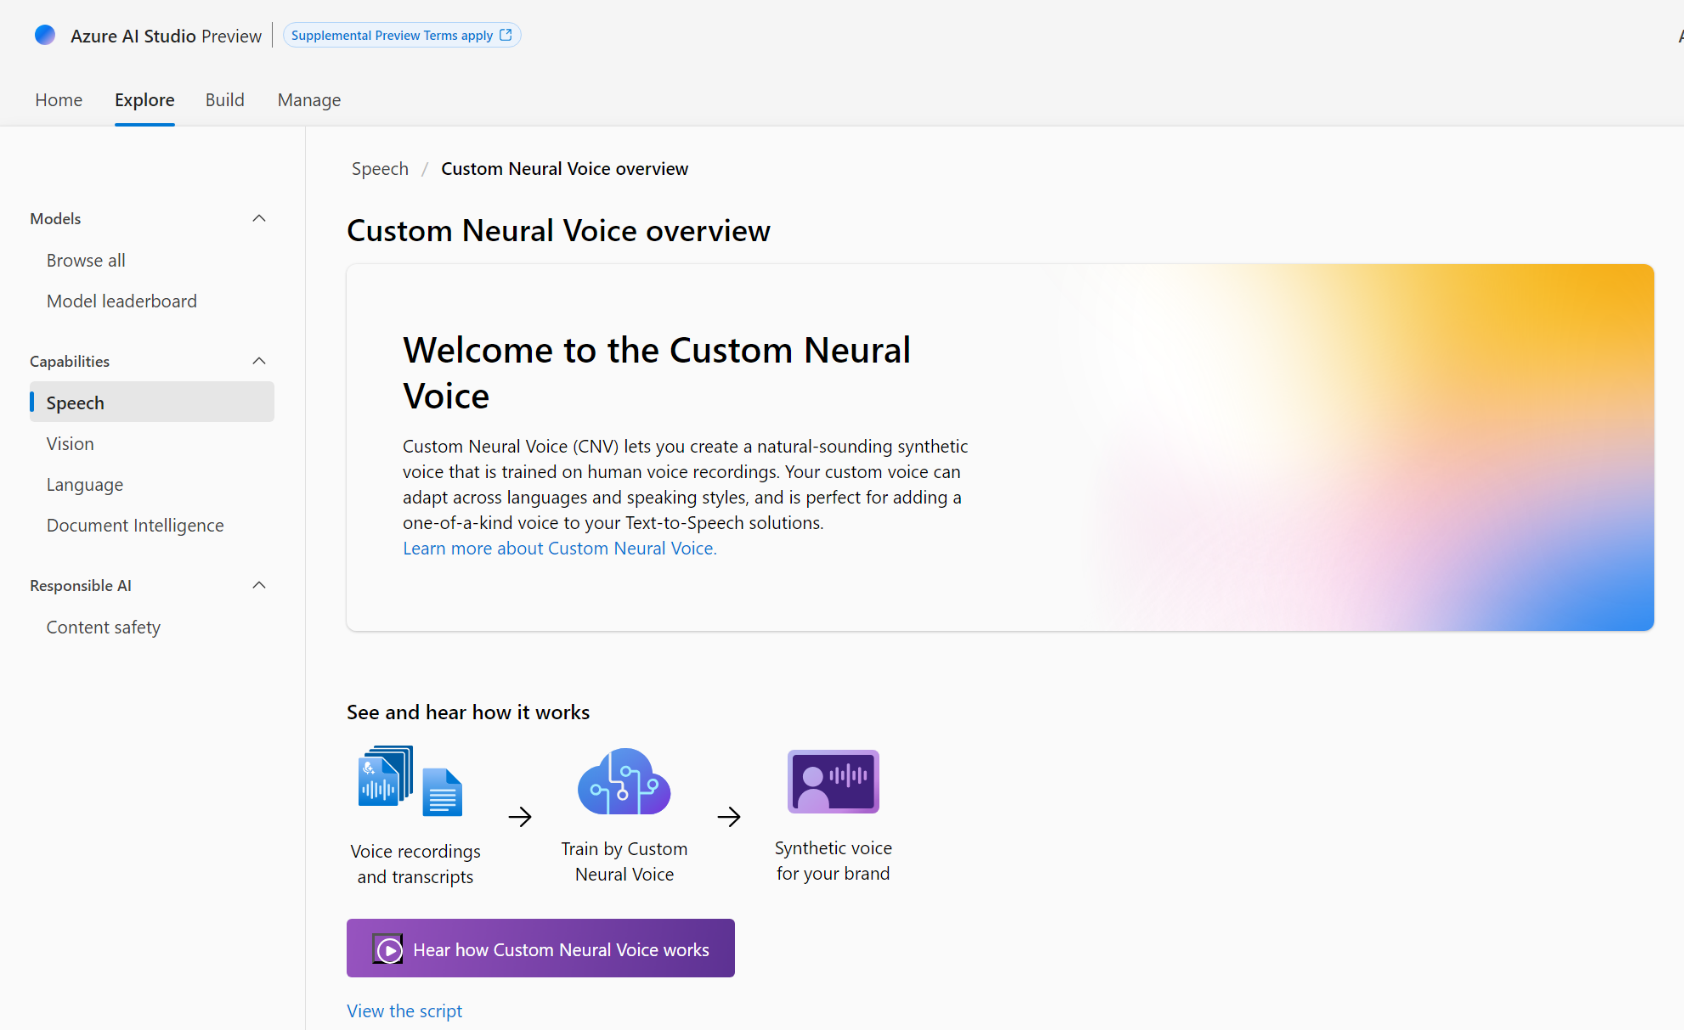 Azure AI Studio Preview
Supplemental Preview Terms apply
A
Home
Explore
Build
Manage
Models
Browse all
Model leaderboard
Capabilities
Speech
Vision
Language
Document Intelligence
Responsible AI
Content safety
Speech / Custom Neural Voice overview
Custom Neural Voice overview
Welcome to the Custom Neural
Voice
Custom Neural Voice (CNV) lets you create a natural-sounding synthetic
voice that is trained on human voice recordings. Your custom voice can
adapt across languages and speaking styles, and is perfect for adding a
one-of-a-kind voice to your Text-to-Speech solutions.
Learn more about Custom Neural Voice.
See and hear how it works
Voice recordings
and transcripts
Train by Custom
Neural Voice
Synthetic voice
for your brand
Hear how Custom Neural Voice works
View the script